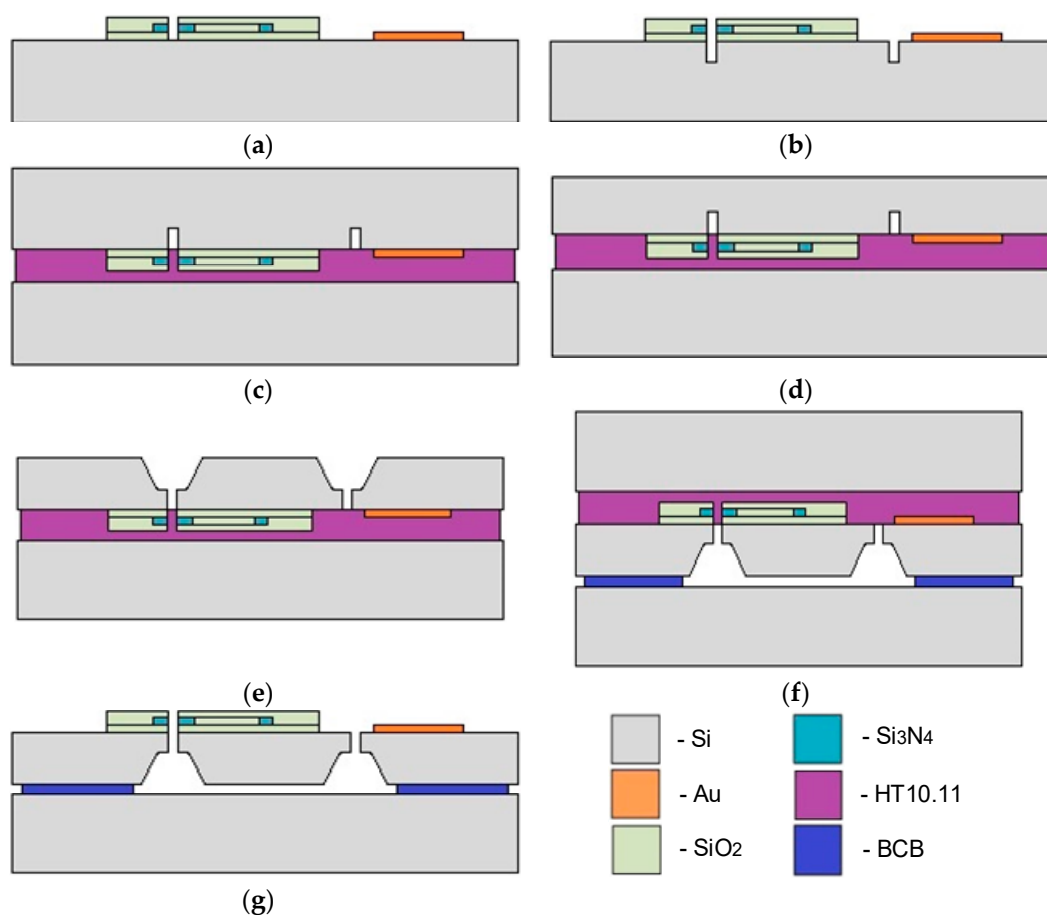 (a)
(b)
(c)
(d)
(e)
(f)
(g)
- Si
- Si3N4
- Au
- HT10.11
- SiO2
- BCB